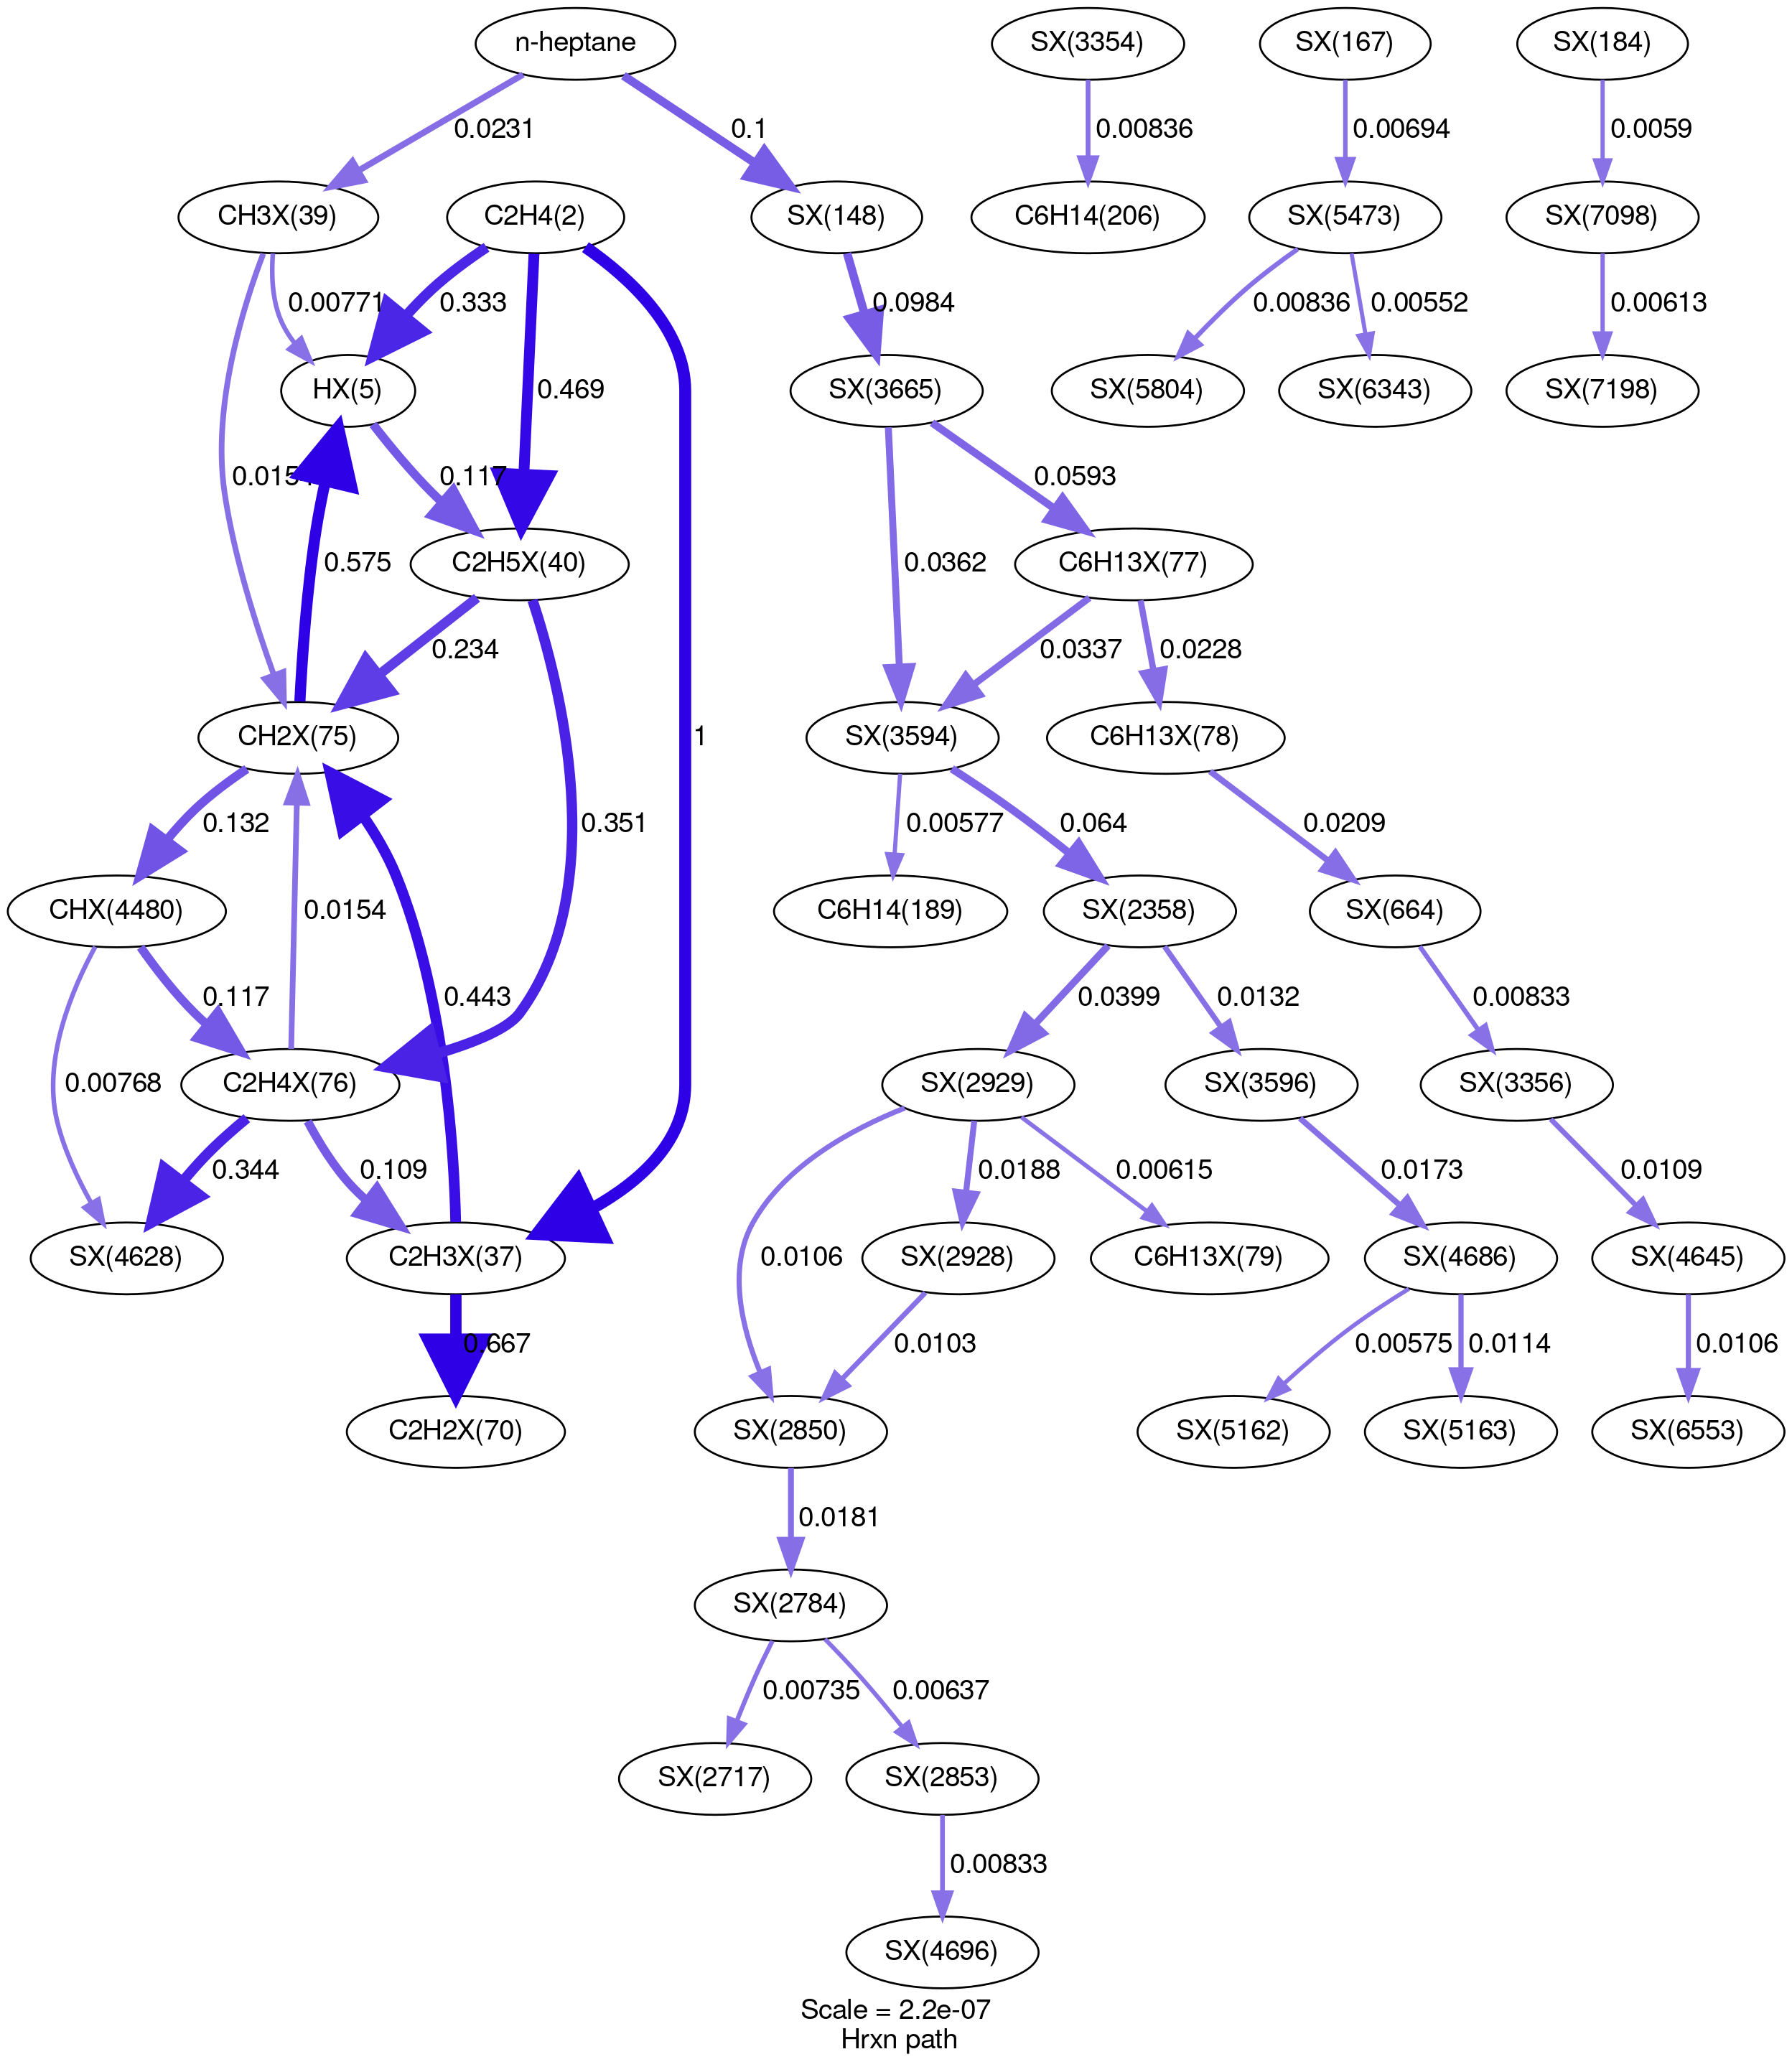 n-heptane
SX(3354)
SX(167)
SX(184)
0.0231
0.1
0.00836
0.00694
0.0059
CH3X(39)
C2H4(2)
SX(148)
C6H14(206)
SX(5473)
SX(7098)
0.00771
0.333
0.0984
0.00836
0.00552
0.00613
HX(5)
0.469
SX(3665)
SX(5804)
SX(6343)
SX(7198)
0.117
0.0593
0.575
C2H5X(40)
0.0362
C6H13X(77)
0.234
0.0337
0.0228
CH2X(75)
1
SX(3594)
C6H13X(78)
0.132
0.351
0.00577
0.064
0.0209
CHX(4480)
0.0154
C6H14(189)
SX(2358)
SX(664)
0.117
0.443
0.0399
0.0132
0.00833
0.00768
C2H4X(76)
SX(2929)
SX(3596)
SX(3356)
0.344
0.109
0.0188
0.00615
0.0173
0.0109
SX(4628)
C2H3X(37)
0.0106
SX(2928)
C6H13X(79)
SX(4686)
SX(4645)
0.667
0.0103
0.00575
0.0114
0.0106
C2H2X(70)
SX(2850)
SX(5162)
SX(5163)
SX(6553)
0.0181
SX(2784)
0.00735
0.00637
SX(2717)
SX(2853)
0.00833
SX(4696)
Scale = 2.2e-07
Hrxn path